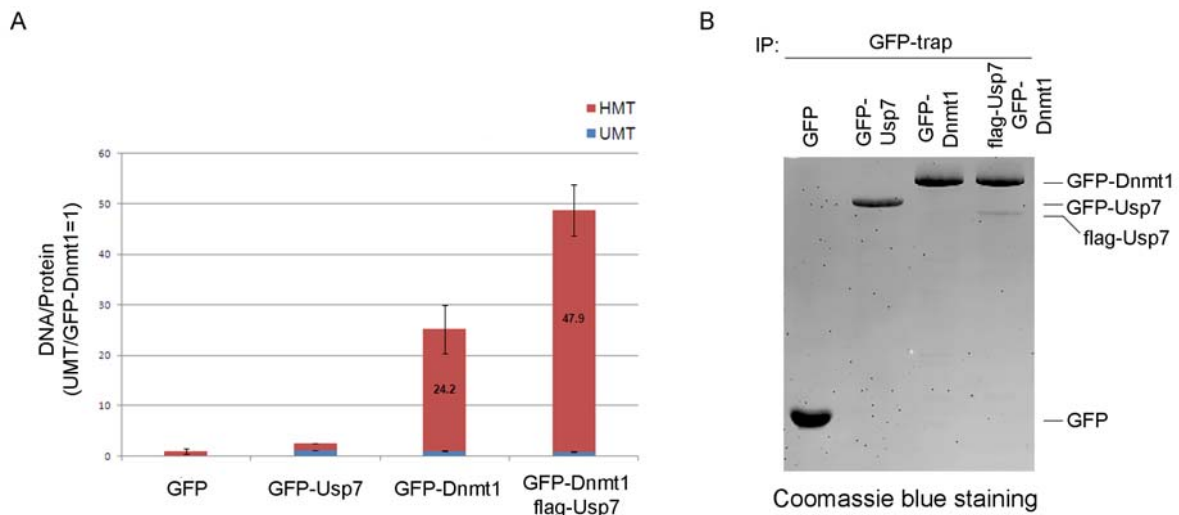 A
HMT
UMT
DNA/Protein
(UMT/GFP-Dnmt1=1)
60
50
40
30
20
10
0
24.2
47.9
GFP
GFP-Usp7
GFP-Dnmt1
GFP-Dnmt1
flag-Usp7
B
IP:
GFP-trap
GFP
GFP-
Usp7
GFP-
Dnmt1
flag-Usp7
GFP-
Dnmt1
GFP-Dnmt1
GFP-Usp7
flag-Usp7
GFP
Coomassie blue staining